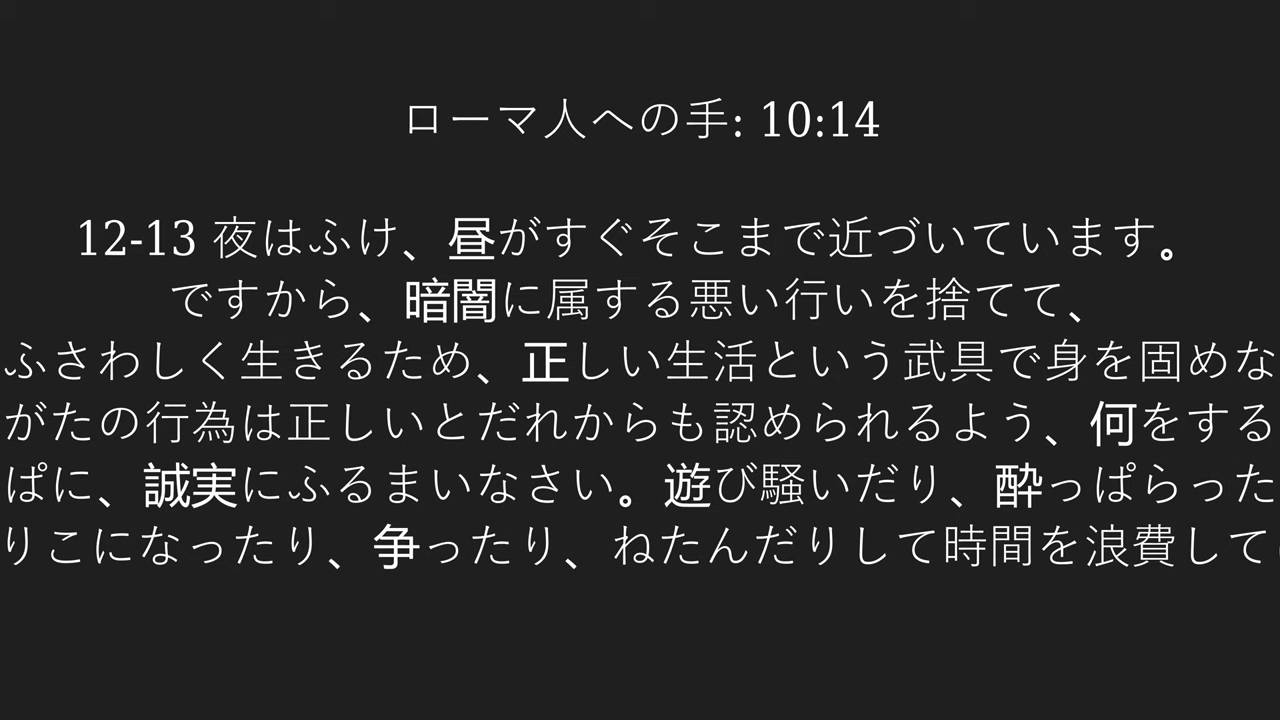 ローマ人への手: 10:14
12-13 夜はふけ、昼がすぐそこまで近づいています。
ですから、暗闇に属する悪い行いを捨てて、
ふさわしく生きるため、正しい生活という武具で身を固めな
がたの行為は正しいとだれからも認められるよう、何をする
ぱに、誠実にふるまいなさい。遊び騒いだり、酔っぱらった
りこになったり、争ったり、ねたんだりして時間を浪費して